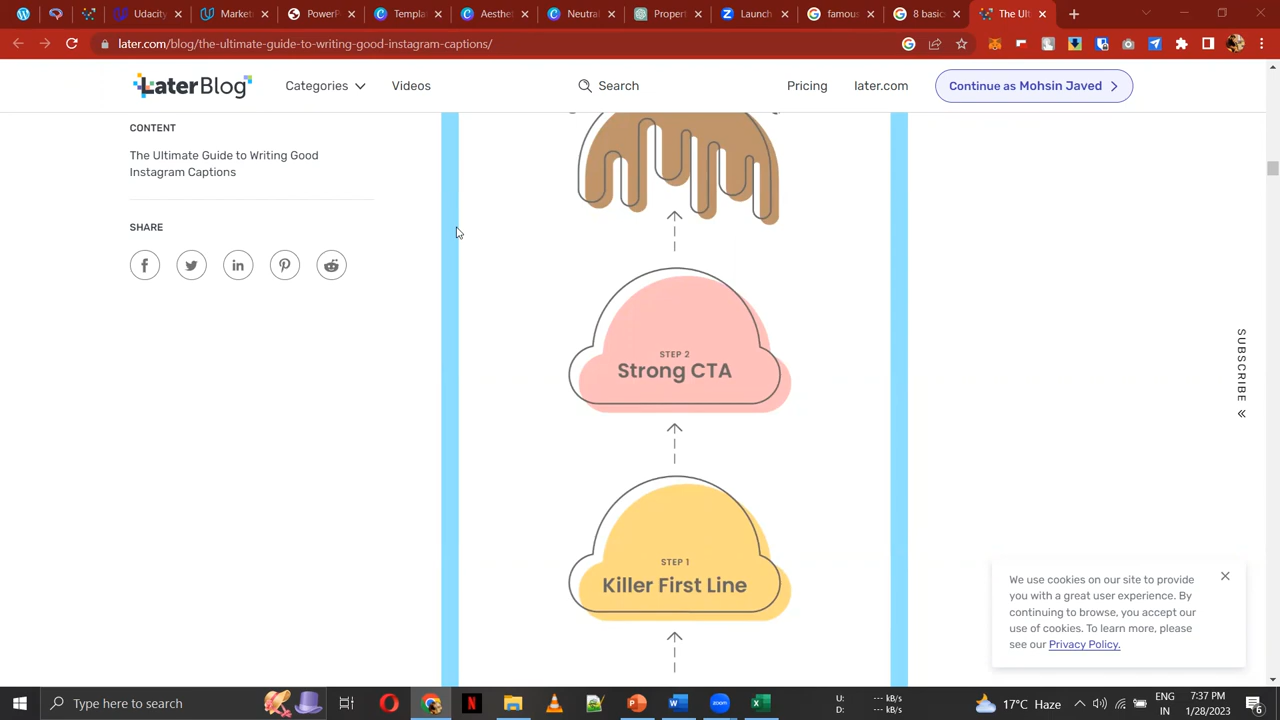 Udacity
Market
PowerP
Templa
Aesthe
Neutral
Propert
Launch
famous
8 basic
The Ult
later.com/blog/the-ultimate-guide-to-writing-good-instagram-captions/
LaterBlog
Categories
Videos
Search
Pricing
later.com
Continue as Mohsin Javed
CONTENT
The Ultimate Guide to Writing Good
Instagram Captions
SHARE
STEP 2
Strong CTA
STEP 1
Killer First Line
SUBSCRIBE
We use cookies on our site to provide
you with a great user experience. By
continuing to browse, you accept our
use of cookies. To learn more, please
see our Privacy Policy.
Type here to search
U: --- kB/s
D: --- kB/s
17°C Haze
ENG
IN
7:37 PM
1/28/2023
6